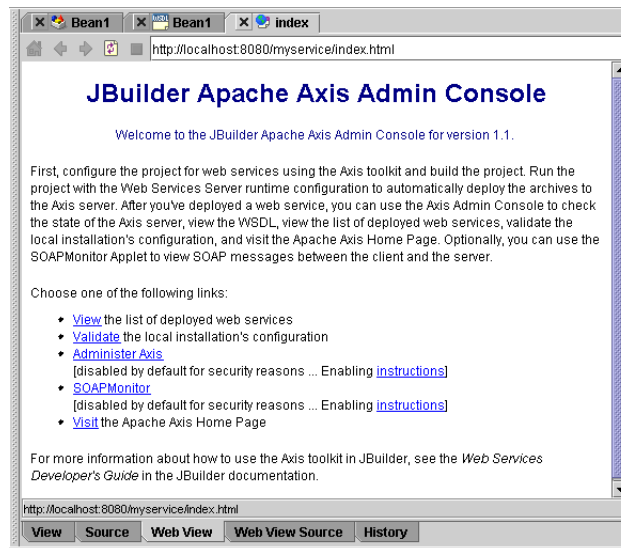 Bean1 Bean1 index
http://localhost:8080/myservice/index.html
JBuilder Apache Axis Admin Console
Welcome to the JBuilder Apache Axis Admin Console for version 1.1.
First, configure the project for web services using the Axis toolkit and build the project. Run the
project with the Web Services Server runtime configuration to automatically deploy the archives to
the Axis server. After you've deployed a web service, you can use the Axis Admin Console to check
the state of the Axis server, view the WSDL, view the list of deployed web services, validate the
local installation's configuration, and visit the Apache Axis Home Page. Optionally, you can use the
SOAPMonitor Applet to view SOAP messages between the client and the server.
Choose one of the following links:
• View the list of deployed web services
• Validate the local installation's configuration
• Administer Axis
[disabled by default for security reasons ... Enabling instructions]
• SOAPMonitor
[disabled by default for security reasons ... Enabling instructions]
• Visit the Apache Axis Home Page
For more information about how to use the Axis toolkit in JBuilder, see the Web Services
Developer's Guide in the JBuilder documentation.
http://localhost:8080/myservice/index.html
View Source Web View Web View Source History